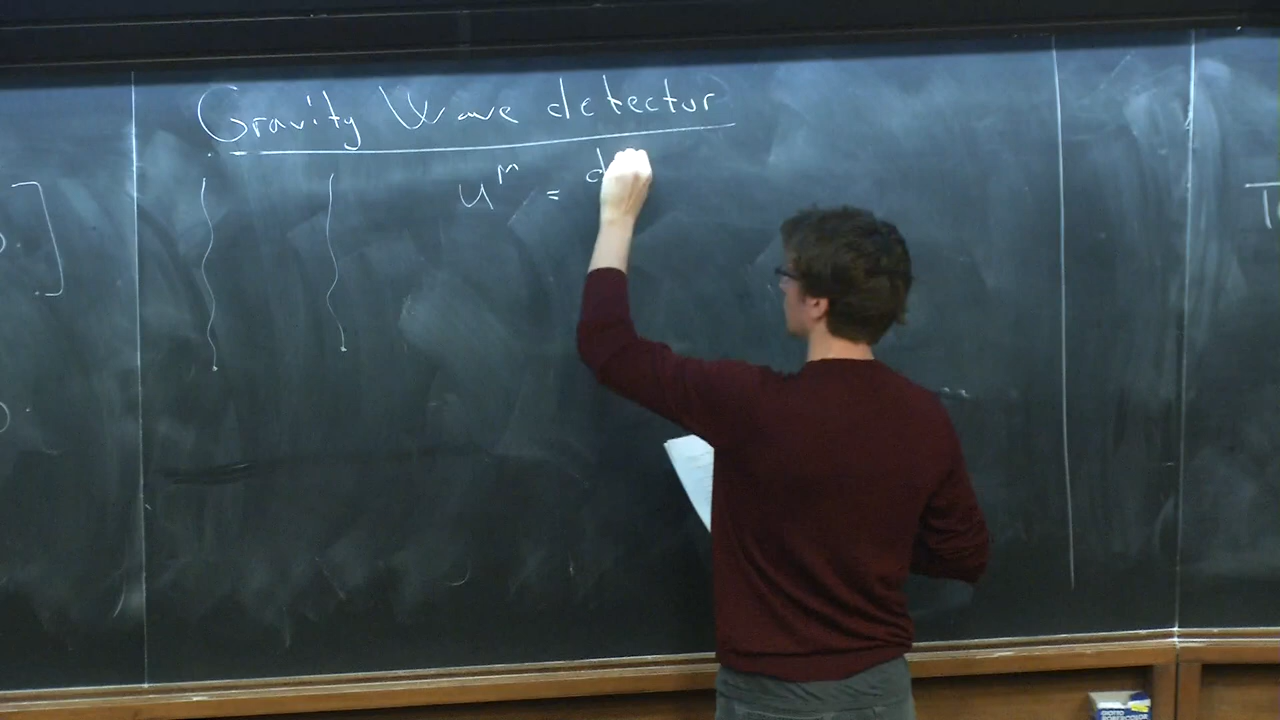 Gravity Wave detector
u^m = d